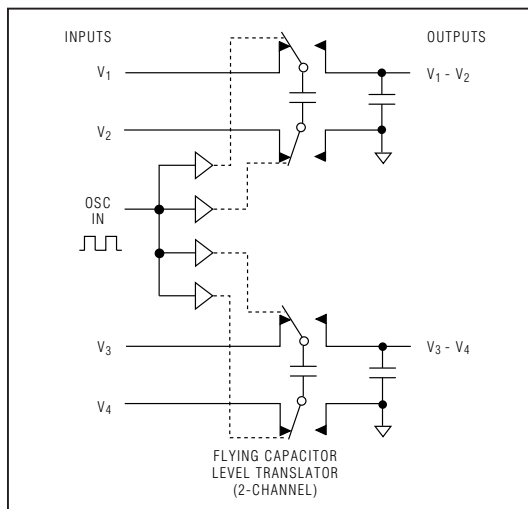 INPUTS
OUTPUTS
V1
V1 - V2
V2
OSC
IN
V3
V3 - V4
V4
FLYING CAPACITOR
LEVEL TRANSLATOR
(2-CHANNEL)